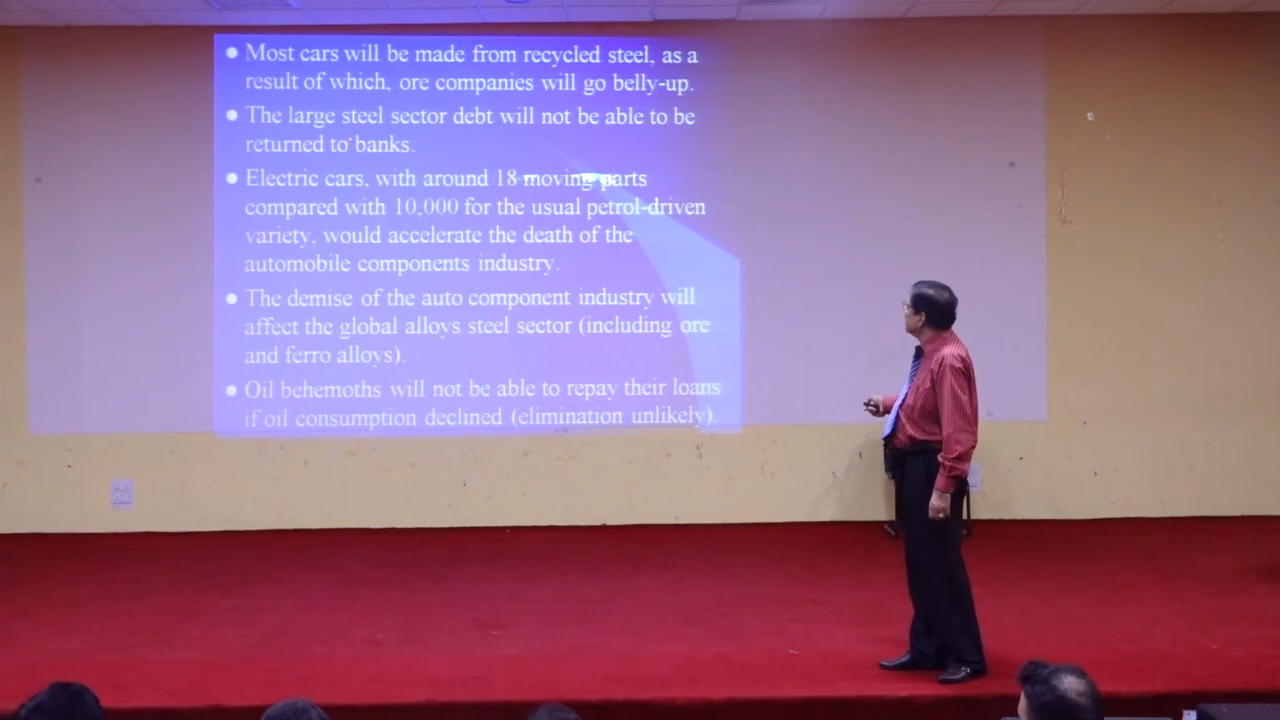 • Most cars will be made from recycled steel, as a
result of which, ore companies will go belly-up.
• The large steel sector debt will not be able to be
returned to banks.
• Electric cars, with around 18 moving parts
compared with 10,000 for the usual petrol-driven
variety, would accelerate the death of the
automobile components industry.
• The demise of the auto component industry will
affect the global alloys steel sector (including ore
and ferro alloys).
• Oil behemoths will not be able to repay their loans
if oil consumption declined (elimination unlikely).